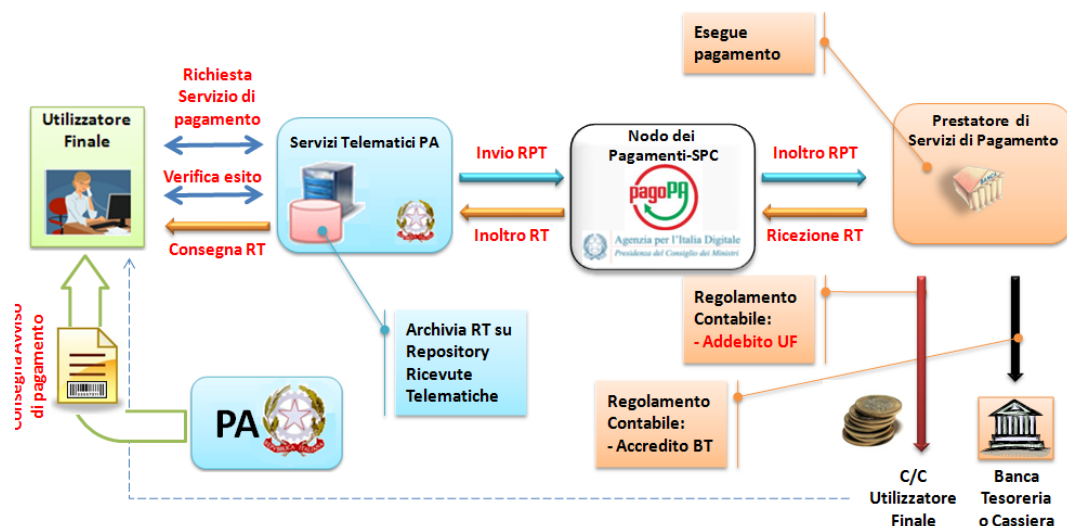 Esegue
pagamento
Richiesta
Servizio di
pagamento
Utilizzatore
Finale
Verifica esito
Consegna RT
Servizi Telematici PA
Invio RPT
Inoltro RT
Nodo dei
Pagamenti-SPC
pagoPA
Agenzia per l'Italia Digitale
Presidenza del Consiglio dei Ministri
Inoltro RPT
Ricezione RT
Prestatore di
Servizi di Pagamento
BANCA
Consegna Avviso
di pagamento
PA
Archivia RT su
Repository
Ricevute
Telematiche
Regolamento
Contabile:
- Addebito UF
Regolamento
Contabile:
- Accredito BT
C/C
Utilizzatore
Finale
Banca
Tesoreria
o Cassiera